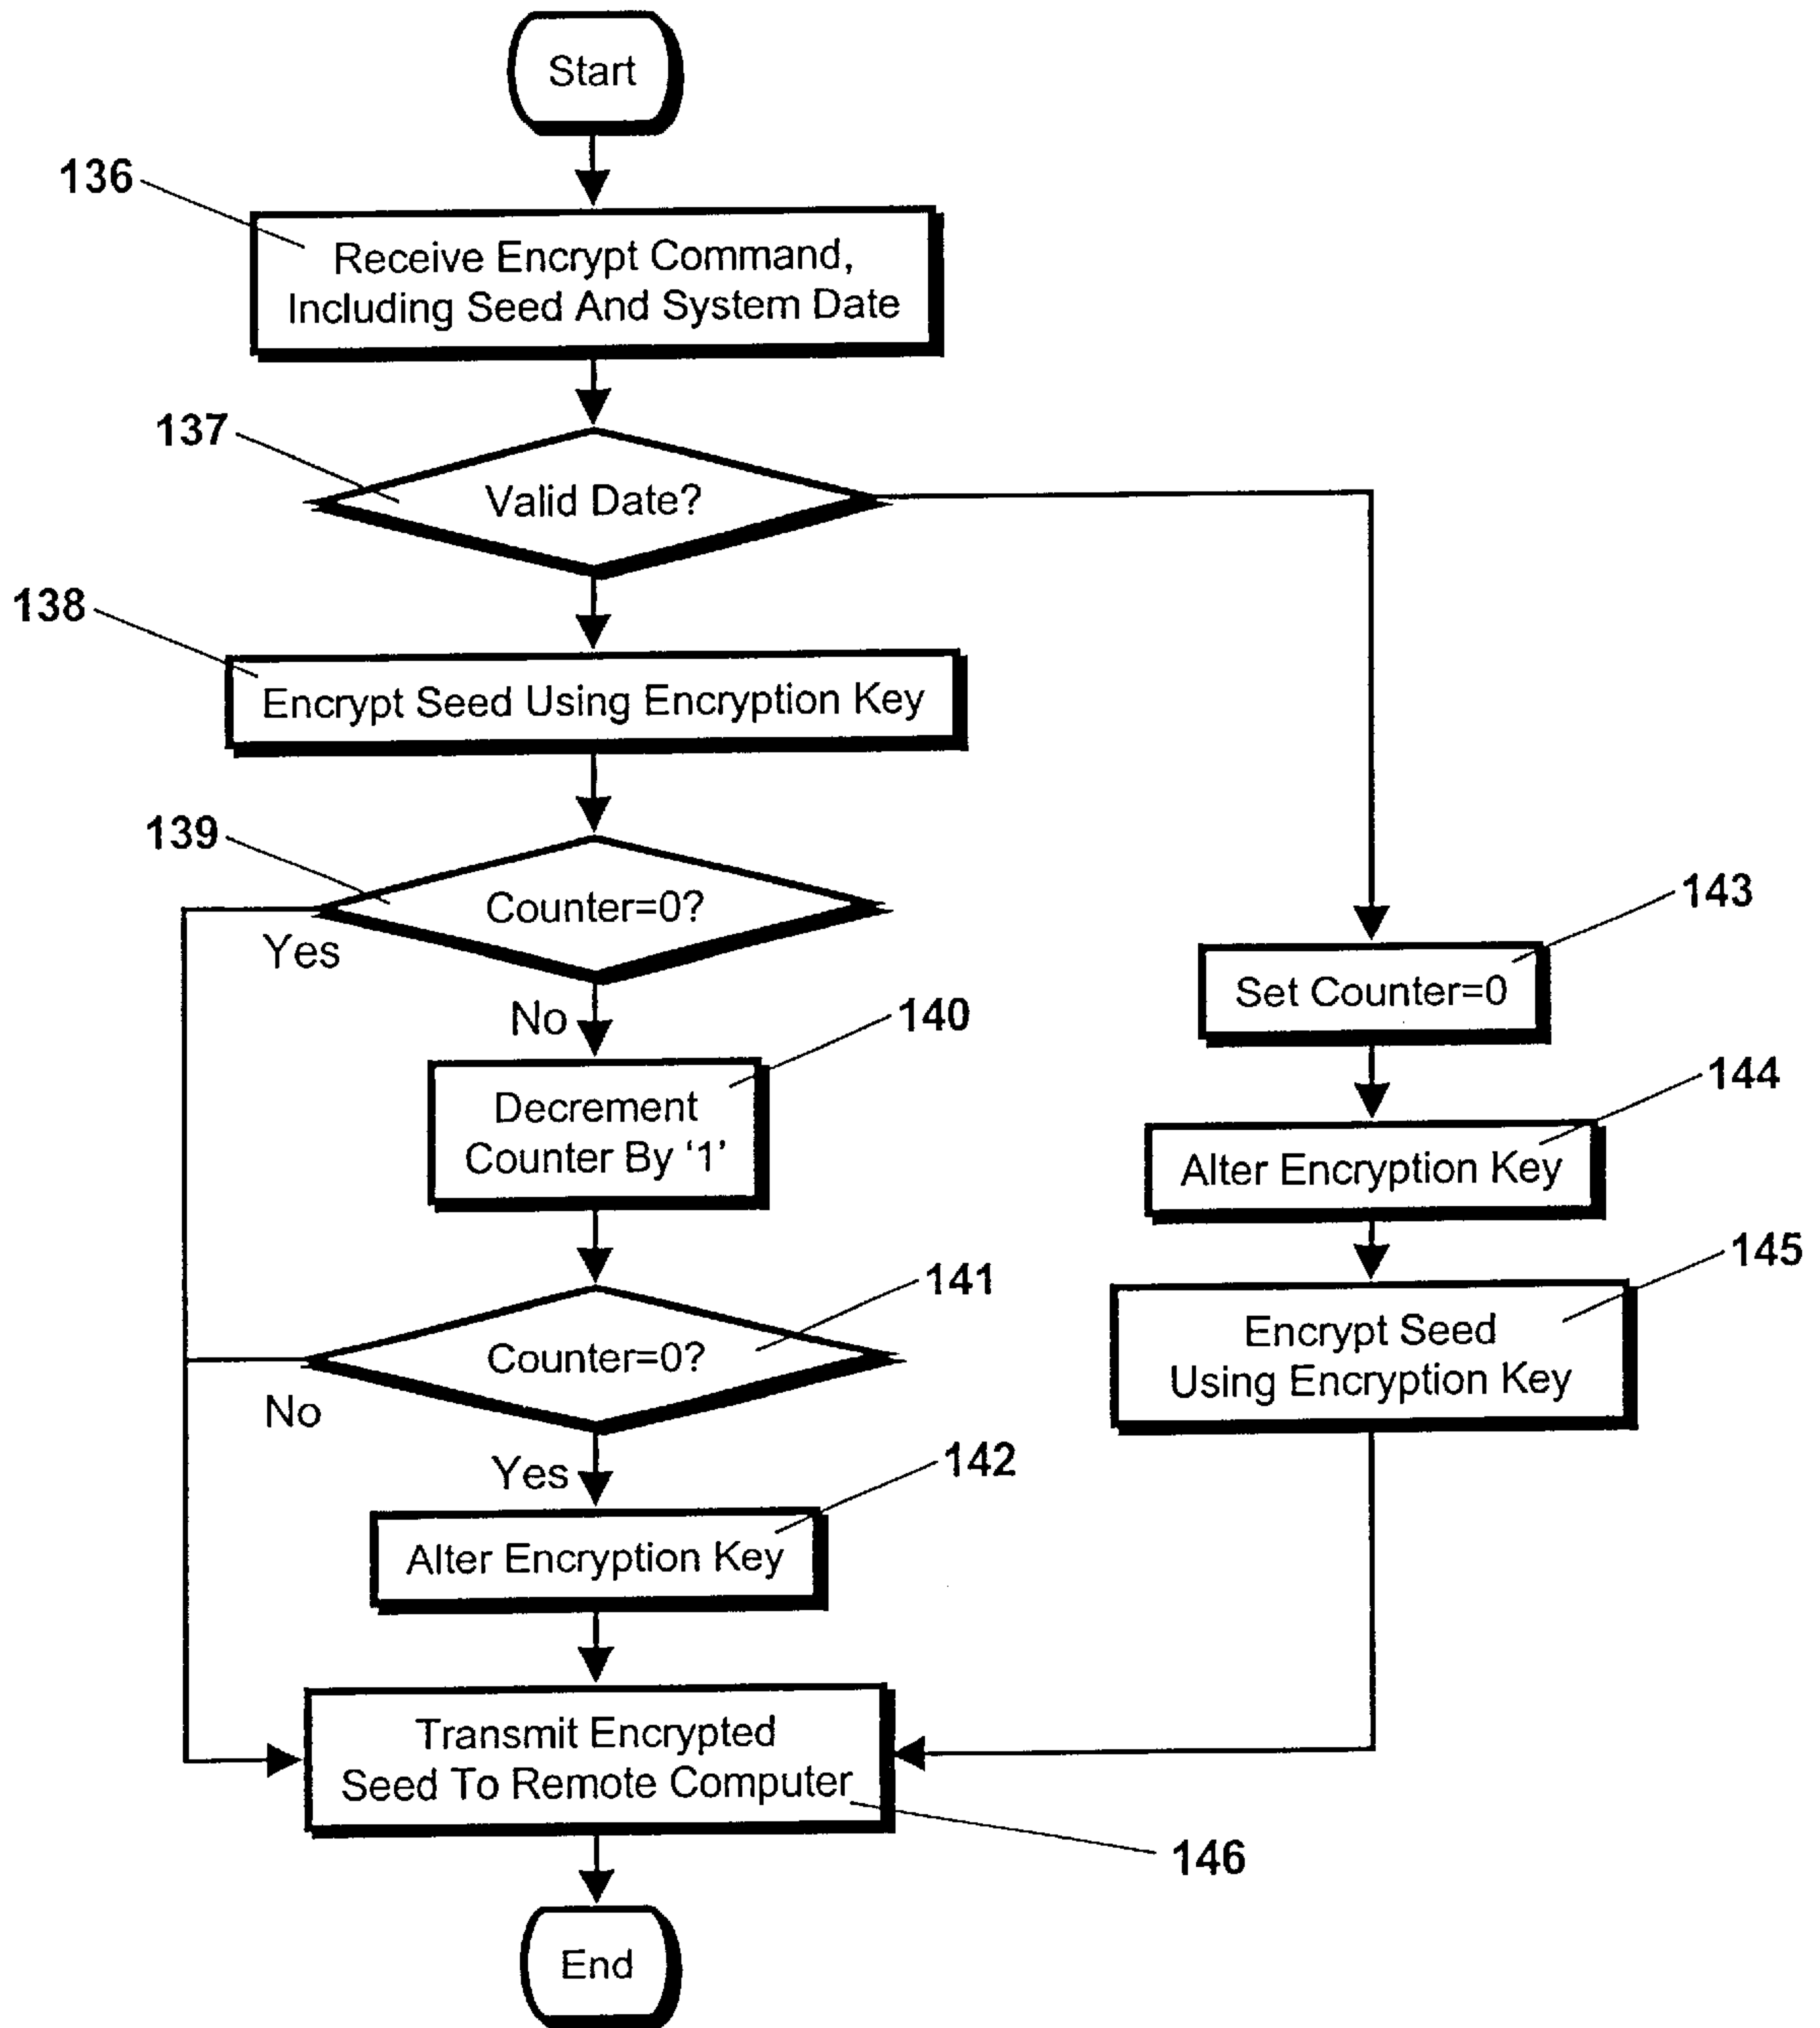 Start
136
Receive Encrypt Command,
Including Seed And System Date
137
Valid Date?
138
Encrypt Seed Using Encryption Key
139
Counter=0?
Yes
No
140
Decrement
Counter By ‘1’
141
Counter=0?
No
Yes
142
Alter Encryption Key
143
Set Counter=0
144
Alter Encryption Key
145
Encrypt Seed
Using Encryption Key
Transmit Encrypted
Seed To Remote Computer
146
End